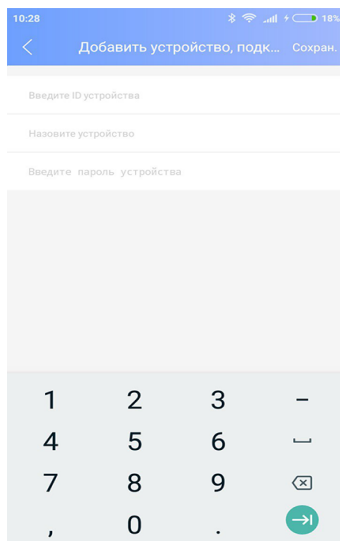 10:28 18%
Добавить устройство, подк... Сохран.
Введите ID устройства
Назовите устройство
Введите пароль устройства
1 2 3 –
4 5 6
7 8 9
, 0 .